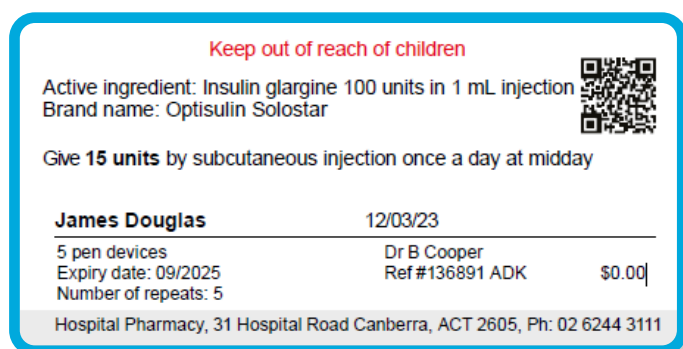 Keep out of reach of children
Active ingredient: Insulin glargine 100 units in 1 mL injection
Brand name: Optisulin Solostar
Give 15 units by subcutaneous injection once a day at midday
James Douglas 12/03/23
5 pen devices Dr B Cooper
Expiry date: 09/2025 Ref #136891 ADK $0.00
Number of repeats: 5
Hospital Pharmacy, 31 Hospital Road Canberra, ACT 2605, Ph: 02 6244 3111